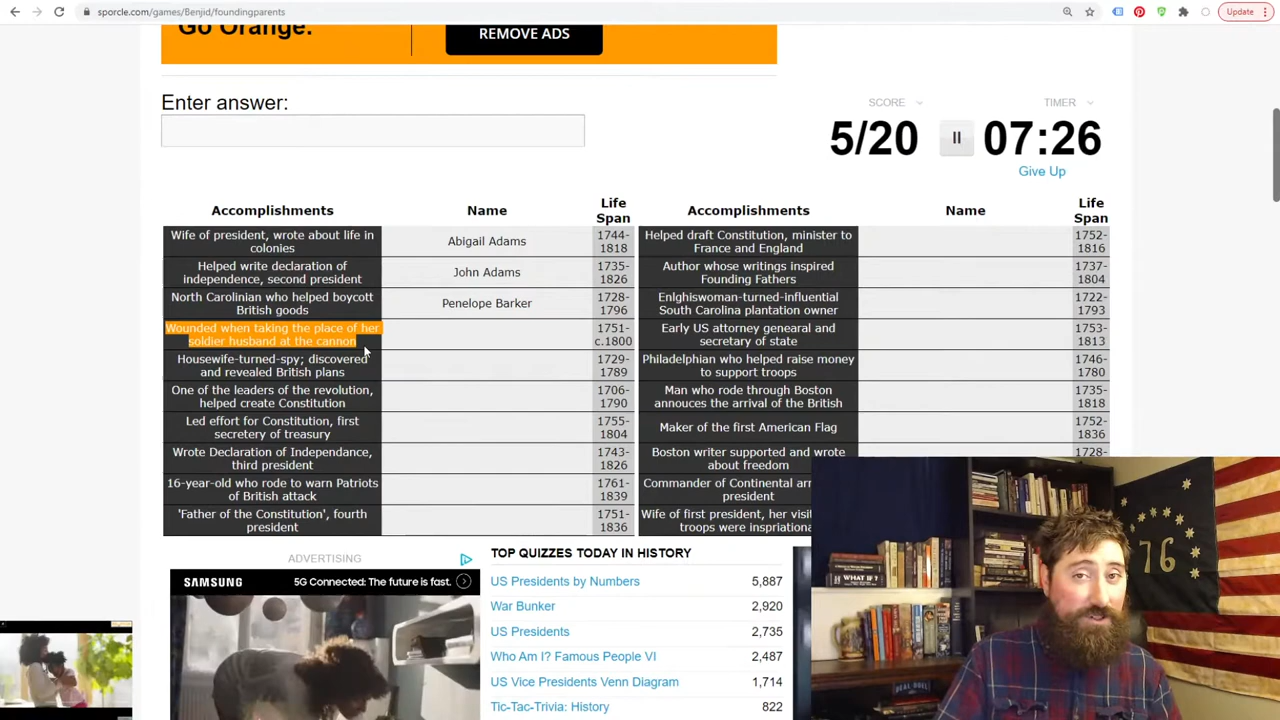 sporcle.com/games/Benjid/foundingparents
Update
Go Orange.
REMOVE ADS
Enter answer:
SCORE
TIMER
5/20
07:26
Give Up
Accomplishments
Name
Life
Span
Accomplishments
Name
Life
Span
Wife of president, wrote about life in
colonies
Abigail Adams
1744-
1818
Helped draft Constitution, minister to
France and England
1752-
1816
Helped write declaration of
independence, second president
John Adams
1735-
1826
Author whose writings inspired
Founding Fathers
1737-
1804
North Carolinian who helped boycott
British goods
Penelope Barker
1728-
1796
Enlghiswoman-turned-influential
South Carolina plantation owner
1722-
1793
Wounded when taking the place of her
soldier husband at the cannon
1751-
c.1800
Early US attorney genearal and
secretary of state
1753-
1813
Housewife-turned-spy; discovered
and revealed British plans
1729-
1789
Philadelphian who helped raise money
to support troops
1746-
1780
One of the leaders of the revolution,
helped create Constitution
1706-
1790
Man who rode through Boston
annouces the arrival of the British
1735-
1818
Led effort for Constitution, first
secretery of treasury
1755-
1804
Maker of the first American Flag
1752-
1836
Wrote Declaration of Independance,
third president
1743-
1826
Boston writer supported and wrote
about freedom
1728-
16-year-old who rode to warn Patriots
of British attack
1761-
1839
Commander of Continental arm
president
'Father of the Constitution', fourth
president
1751-
1836
Wife of first president, her visit
troops were inspriationa
ADVERTISING
SAMSUNG
5G Connected: The future is fast.
TOP QUIZZES TODAY IN HISTORY
US Presidents by Numbers
5,887
War Bunker
2,920
US Presidents
2,735
Who Am I? Famous People VI
2,487
US Vice Presidents Venn Diagram
1,714
Tic-Tac-Trivia: History
822
WHAT IF?
76